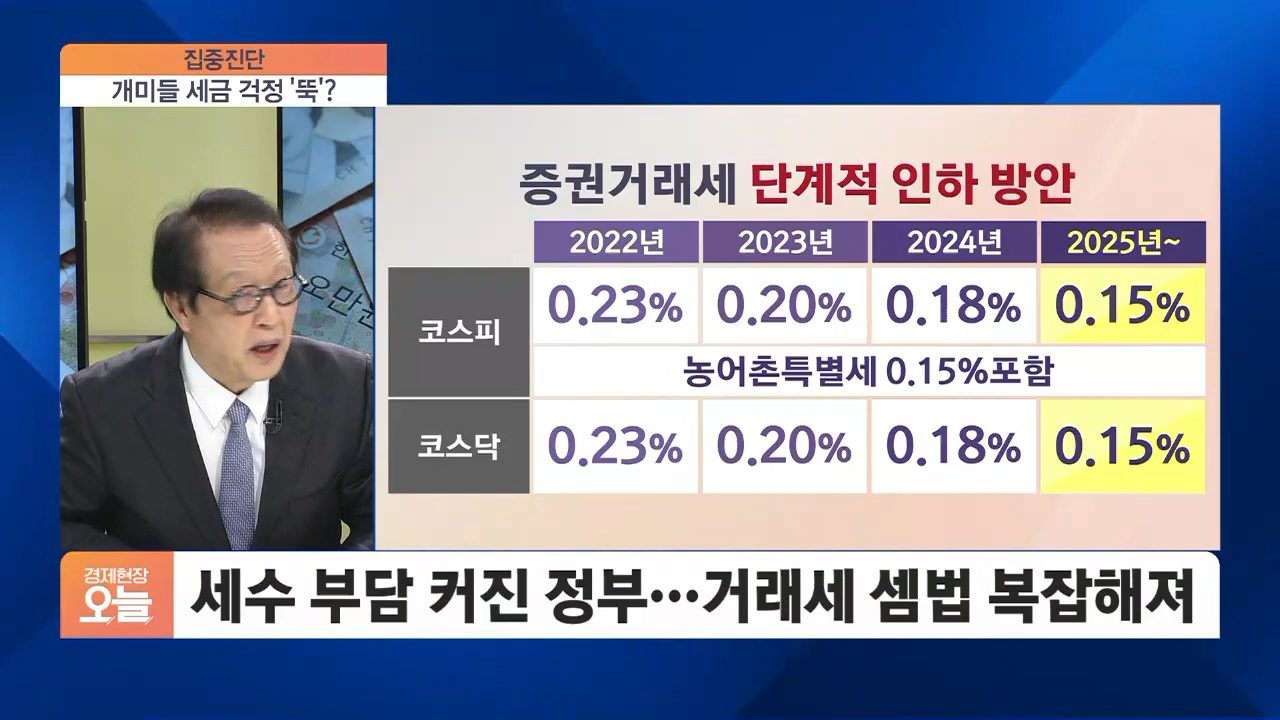 집중진단
개미들 세금 걱정 '뚝'?
증권거래세 단계적 인하 방안
2022년 2023년 2024년 2025년~
코스피 0.23% 0.20% 0.18% 0.15%
농어촌특별세 0.15%포함
코스닥 0.23% 0.20% 0.18% 0.15%
경제현장
오늘
세수 부담 커진 정부…거래세 셈법 복잡해져
오만원